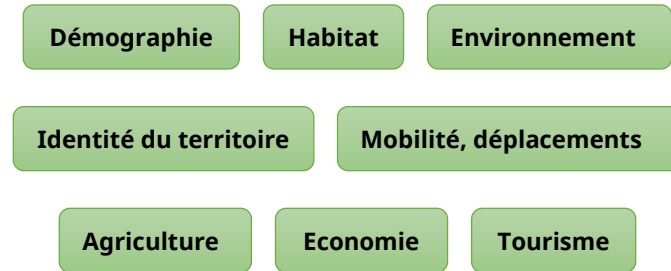 Démographie Habitat Environnement
Identité du territoire Mobilité, déplacements
Agriculture Economie Tourisme